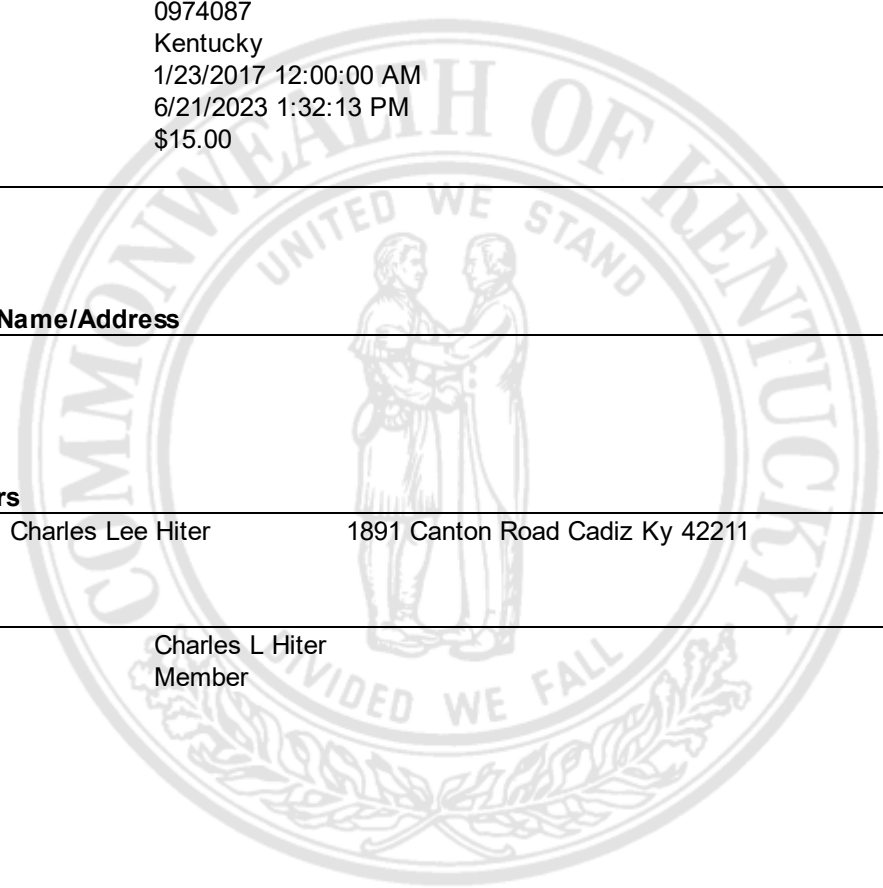 0974087
Kentucky
1/23/2017 12:00:00 AM
6/21/2023 1:32:13 PM
$15.00
COMMONWEALTH OF KENTUCKY
UNITED WE STAND
Name/Address
rs
Charles Lee Hiter 1891 Canton Road Cadiz Ky 42211
Charles L Hiter
Member
DIVIDED WE FALL